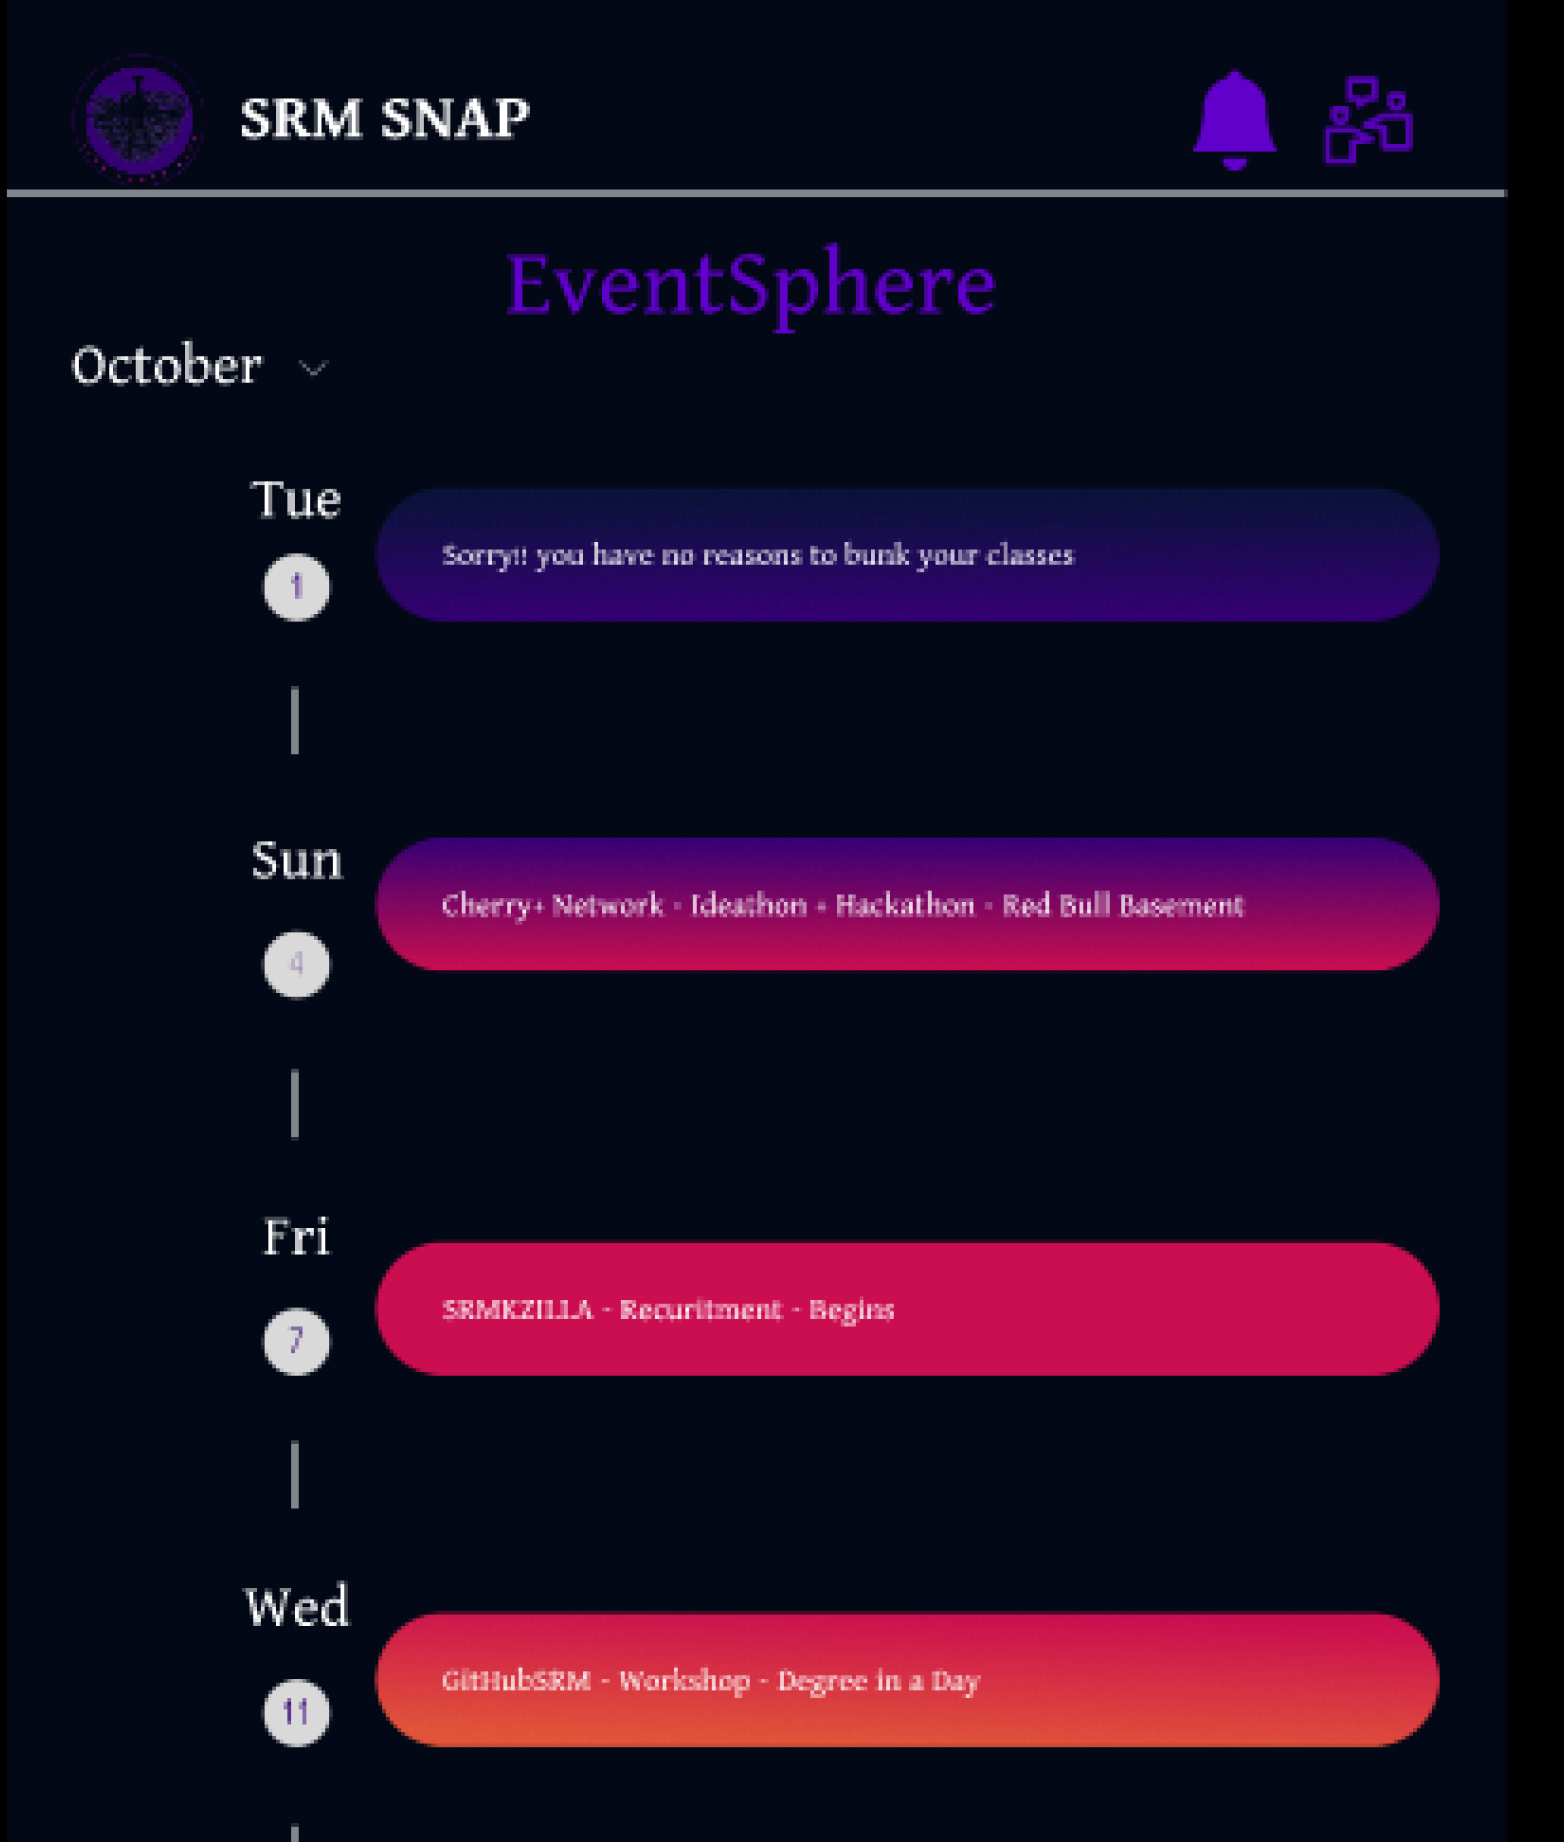 SRM SNAP
EventSphere
October
Tue
Sorry!! you have no reasons to bunk your classes
1
Sun
Cherry+ Network - Ideathon + Hackathon - Red Bull Basement
4
Fri
SRMKZILLA - Recuritment - Begins
7
Wed
GitHubSRM - Workshop - Degree in a Day
11